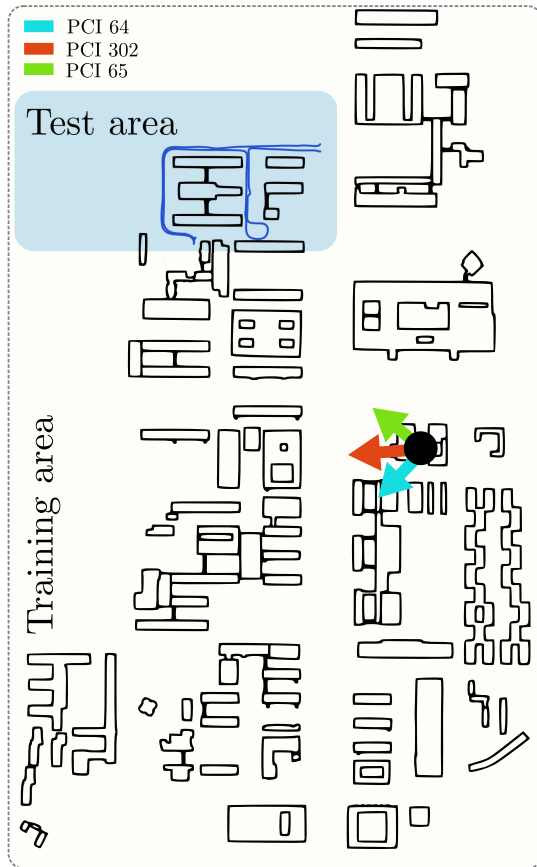 PCI 64
PCI 302
PCI 65
Test area
Training area